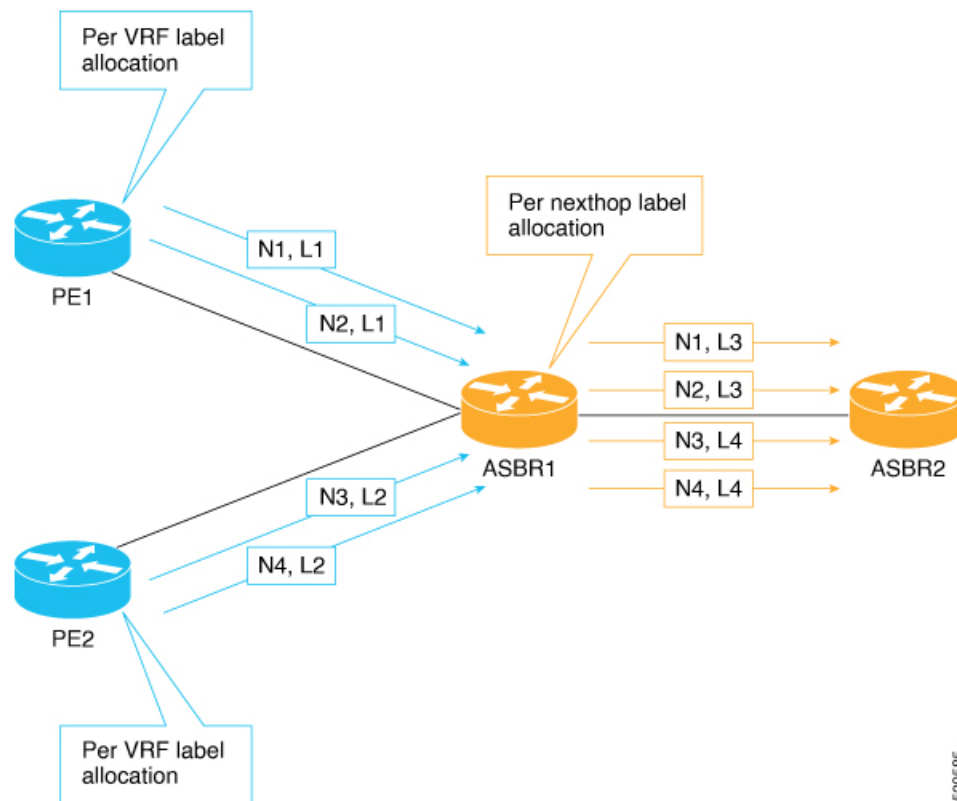 Per VRF label
allocation
PE1
N1, L1
N2, L1
Per nexthop label
allocation
N1, L3
N2, L3
ASBR1
N3, L4
N4, L4
ASBR2
N3, L2
N4, L2
PE2
Per VRF label
allocation